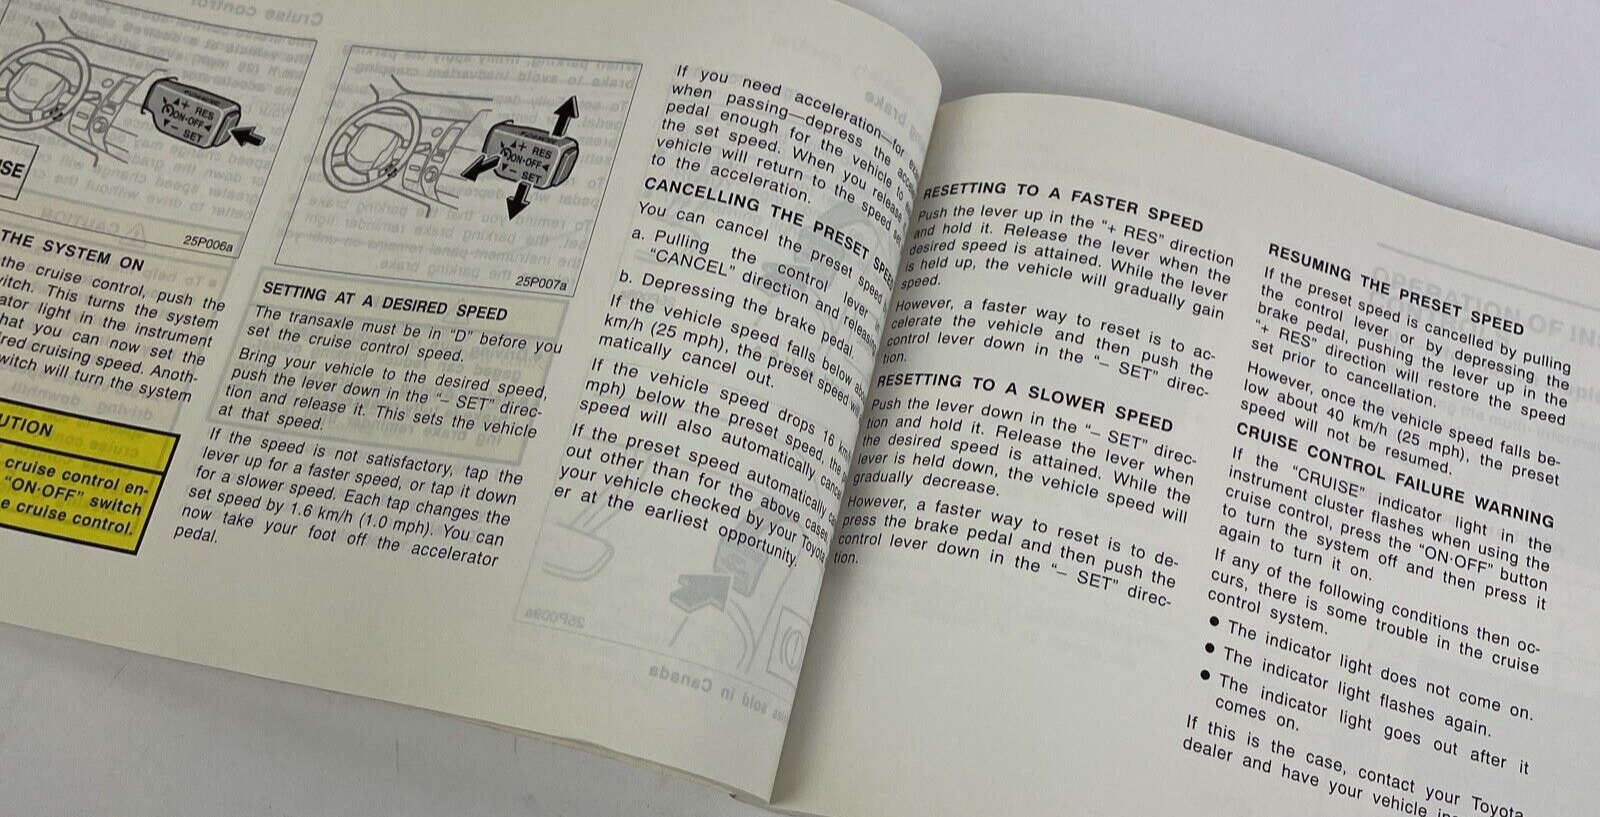 Cruise control
▲+ RES
ON-OFF
▼– SET
SE
25P006a
THE SYSTEM ON
the cruise control, push the
itch. This turns the system
ator light in the instrument
hat you can now set the
red cruising speed. Anoth-
witch will turn the system
UTION
cruise control en-
"ON·OFF" switch
e cruise control.
▲+ RES
ON-OFF
▼– SET
25P007a
SETTING AT A DESIRED SPEED
The transaxle must be in "D" before you
set the cruise control speed.
Bring your vehicle to the desired speed,
push the lever down in the "– SET" direc-
tion and release it. This sets the vehicle
at that speed.
If the speed is not satisfactory, tap the
lever up for a faster speed, or tap it down
for a slower speed. Each tap changes the
set speed by 1.6 km/h (1.0 mph). You can
now take your foot off the accelerator
pedal.
If you need acceleration—for
when passing—depress the
pedal enough for the vehicle to
the set speed. When you release
vehicle will return to the speed set
to the acceleration.
CANCELLING THE PRESET SPEED
You can cancel the preset speed
a. Pulling the control lever in
"CANCEL" direction and releasing
b. Depressing the brake pedal.
If the vehicle speed falls below about
km/h (25 mph), the preset speed will
matically cancel out.
If the vehicle speed drops 16 km/h
mph) below the preset speed, the
speed will also automatically cancel
If the preset speed automatically
out other than for the above cases,
your vehicle checked by your Toyota
er at the earliest opportunity.
25P009a
sold in Canada
RESETTING TO A FASTER SPEED
Push the lever up in the "+ RES" direction
and hold it. Release the lever when the
desired speed is attained. While the lever
is held up, the vehicle will gradually gain
speed.
However, a faster way to reset is to ac-
celerate the vehicle and then push the
control lever down in the "– SET" direc-
tion.
RESETTING TO A SLOWER SPEED
Push the lever down in the "– SET" direc-
tion and hold it. Release the lever when
the desired speed is attained. While the
lever is held down, the vehicle speed will
gradually decrease.
However, a faster way to reset is to de-
press the brake pedal and then push the
control lever down in the "– SET" direc-
tion.
RESUMING THE PRESET SPEED
If the preset speed is cancelled by pulling
the control lever or by depressing the
brake pedal, pushing the lever up in the
"+ RES" direction will restore the speed
set prior to cancellation.
However, once the vehicle speed falls be-
low about 40 km/h (25 mph), the preset
speed will not be resumed.
CRUISE CONTROL FAILURE WARNING
If the "CRUISE" indicator light in the
instrument cluster flashes when using the
cruise control, press the "ON·OFF" button
to turn the system off and then press it
again to turn it on.
If any of the following conditions then oc-
curs, there is some trouble in the cruise
control system.
● The indicator light does not come on.
● The indicator light flashes again.
● The indicator light goes out after it
comes on.
If this is the case, contact your Toyota
dealer and have your vehicle